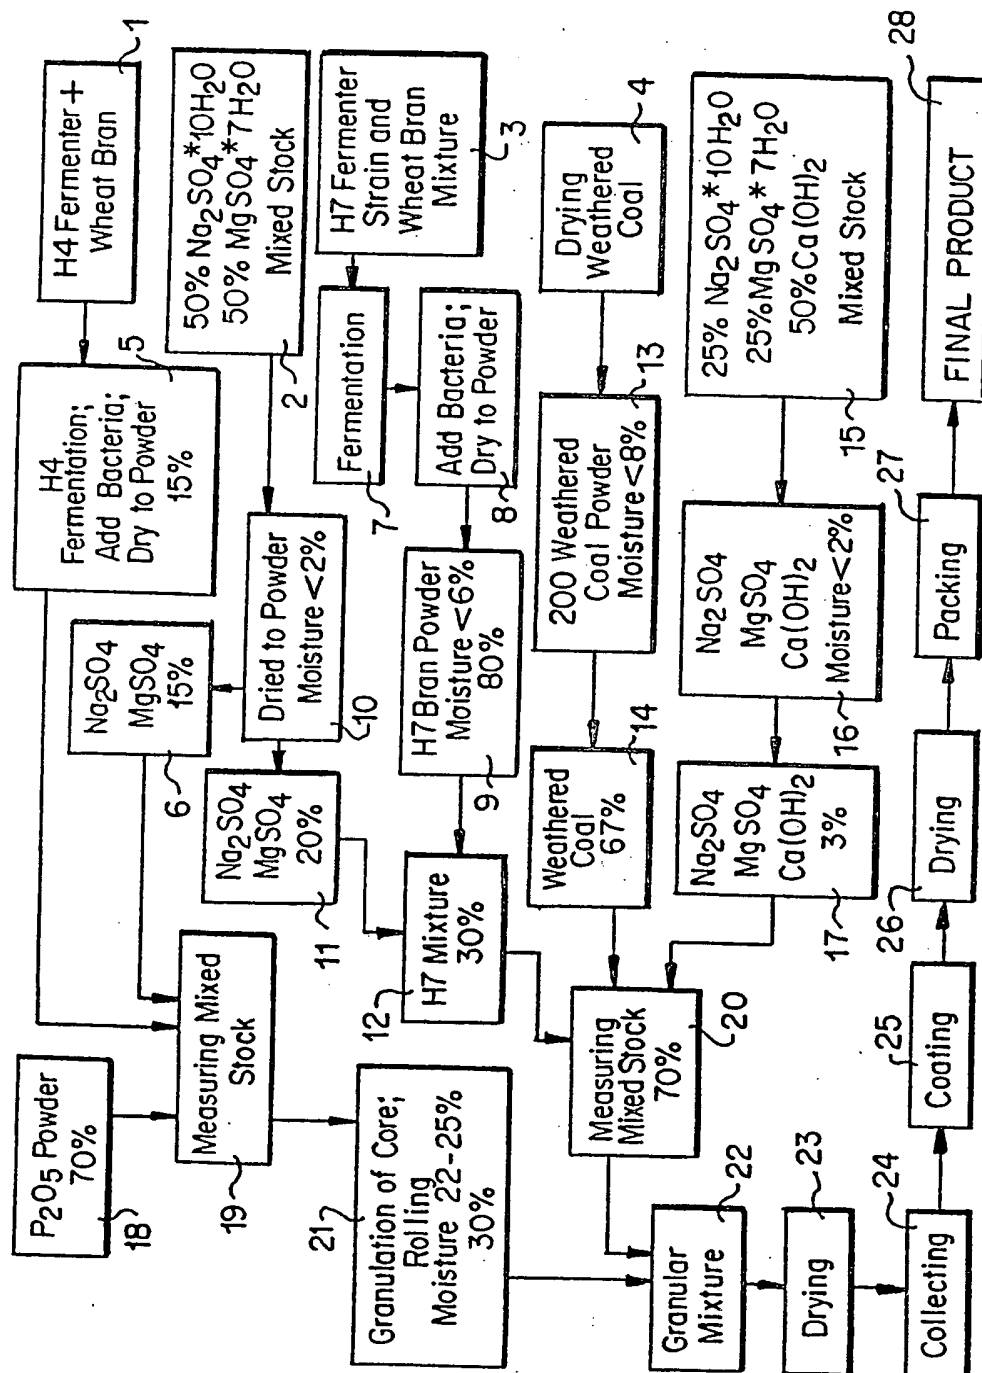 H4 Fermenter +
Wheat Bran
1
50% Na2SO4*10H2O
50% MgSO4*7H2O
Mixed Stock
2
H7 Fermenter
Strain and
Wheat Bran
Mixture
3
Drying
Weathered
Coal
4
25% Na2SO4*10H2O
25% MgSO4*7H2O
50% Ca(OH)2
Mixed Stock
15
FINAL PRODUCT
28
H4
Fermentation;
Add Bacteria;
Dry to Powder
15%
5
Fermentation
7
Add Bacteria;
Dry to Powder
8
200 Weathered
Coal Powder
Moisture<8%
13
Na2SO4
MgSO4
Ca(OH)2
Moisture<2%
16
Packing
27
Na2SO4
MgSO4
15%
6
Dried to Powder
Moisture<2%
10
H7 Bran Powder
Moisture<6%
80%
9
Na2SO4
MgSO4
20%
11
Weathered
Coal
67%
14
Na2SO4
MgSO4
Ca(OH)2
3%
17
Drying
26
H7 Mixture
30%
12
P2O5 Powder
70%
18
Measuring Mixed
Stock
19
Measuring
Mixed Stock
70%
20
Coating
25
Granulation of Core;
Rolling
Moisture 22-25%
30%
21
Granular
Mixture
22
Drying
23
Collecting
24